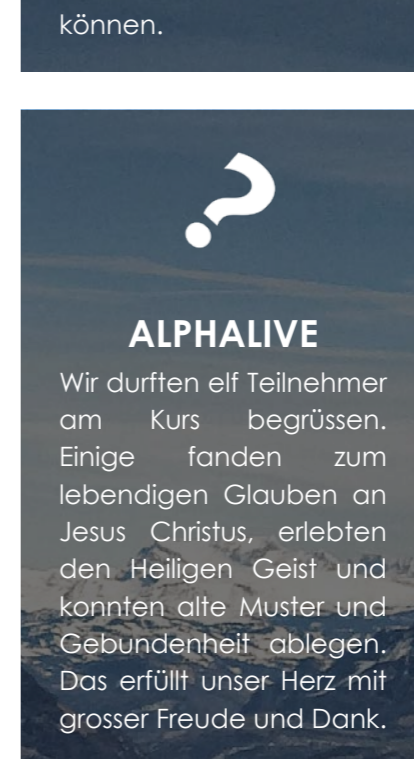 können.
?
ALPHALIVE
Wir durften elf Teilnehmer
am Kurs begrüssen.
Einige fanden zum
lebendigen Glauben an
Jesus Christus, erlebten
den Heiligen Geist und
konnten alte Muster und
Gebundenheit ablegen.
Das erfüllt unser Herz mit
grosser Freude und Dank.